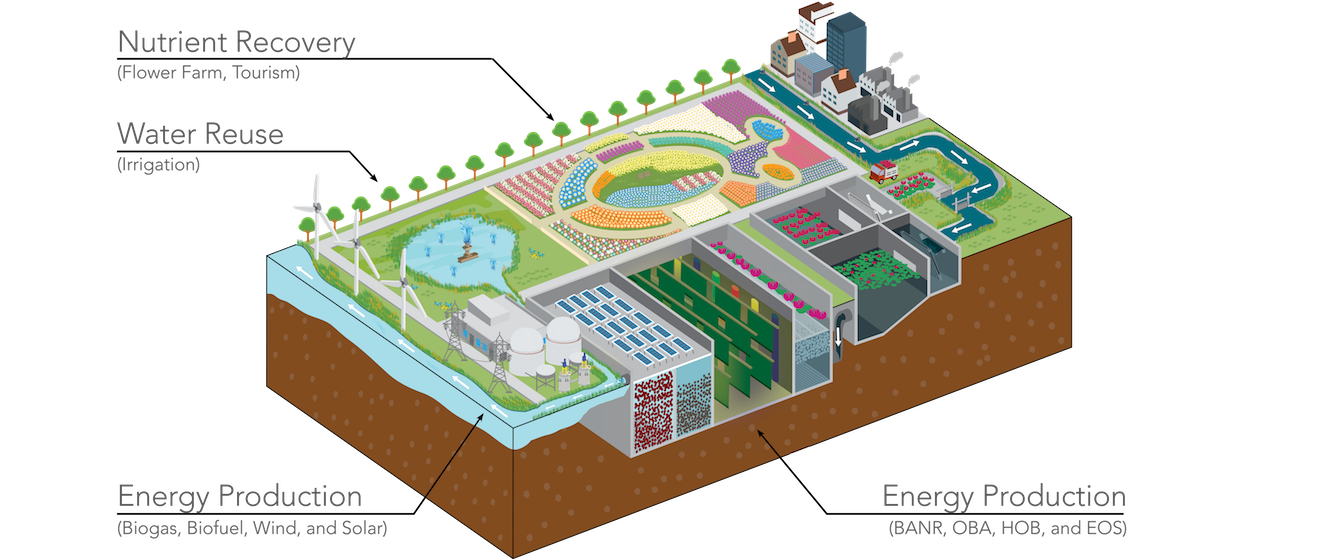 Nutrient Recovery
(Flower Farm, Tourism)
Water Reuse
(Irrigation)
Energy Production
(Biogas, Biofuel, Wind, and Solar)
Energy Production
(BANR, OBA, HOB, and EOS)